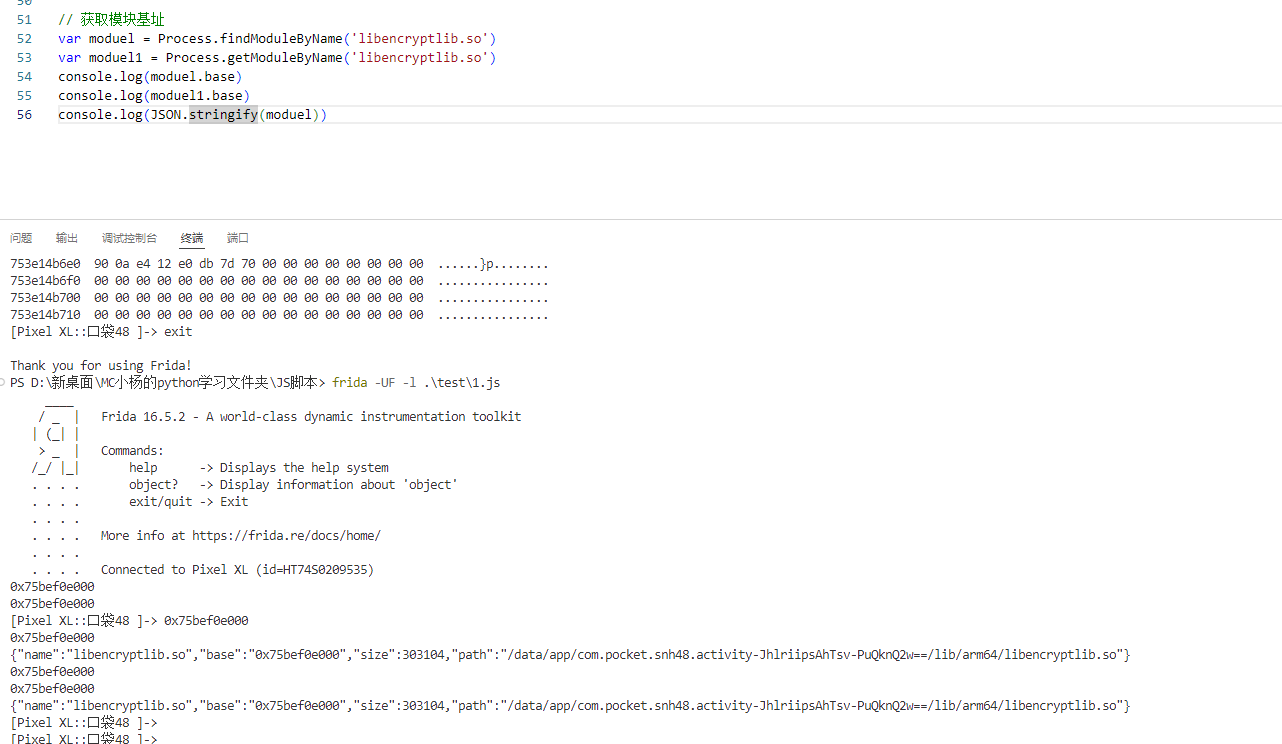 50
51 // 获取模块基址
52 var moduel = Process.findModuleByName('libencryptlib.so')
53 var moduel1 = Process.getModuleByName('libencryptlib.so')
54 console.log(moduel.base)
55 console.log(moduel1.base)
56 console.log(JSON.stringify(moduel))
问题 输出 调试控制台 终端 端口
753e14b6e0  90 0a e4 12 e0 db 7d 70 00 00 00 00 00 00 00 00  ......}p........
753e14b6f0  00 00 00 00 00 00 00 00 00 00 00 00 00 00 00 00  ................
753e14b700  00 00 00 00 00 00 00 00 00 00 00 00 00 00 00 00  ................
753e14b710  00 00 00 00 00 00 00 00 00 00 00 00 00 00 00 00  ................
[Pixel XL::口袋48 ]-> exit
Thank you for using Frida!
PS D:\新桌面\MC小杨的python学习文件夹\JS脚本> frida -UF -l .\test\1.js
     ____
    / _  |   Frida 16.5.2 - A world-class dynamic instrumentation toolkit
   | (_| |
    > _  |   Commands:
   /_/ |_|       help      -> Displays the help system
   . . . .       object?   -> Display information about 'object'
   . . . .       exit/quit -> Exit
   . . . .
   . . . .   More info at https://frida.re/docs/home/
   . . . .
   . . . .   Connected to Pixel XL (id=HT74S0209535)
0x75bef0e000
0x75bef0e000
[Pixel XL::口袋48 ]-> 0x75bef0e000
0x75bef0e000
{"name":"libencryptlib.so","base":"0x75bef0e000","size":303104,"path":"/data/app/com.pocket.snh48.activity-JhlriipsAhTsv-PuQknQ2w==/lib/arm64/libencryptlib.so"}
0x75bef0e000
0x75bef0e000
{"name":"libencryptlib.so","base":"0x75bef0e000","size":303104,"path":"/data/app/com.pocket.snh48.activity-JhlriipsAhTsv-PuQknQ2w==/lib/arm64/libencryptlib.so"}
[Pixel XL::口袋48 ]->
[Pixel XL::口袋48 ]->